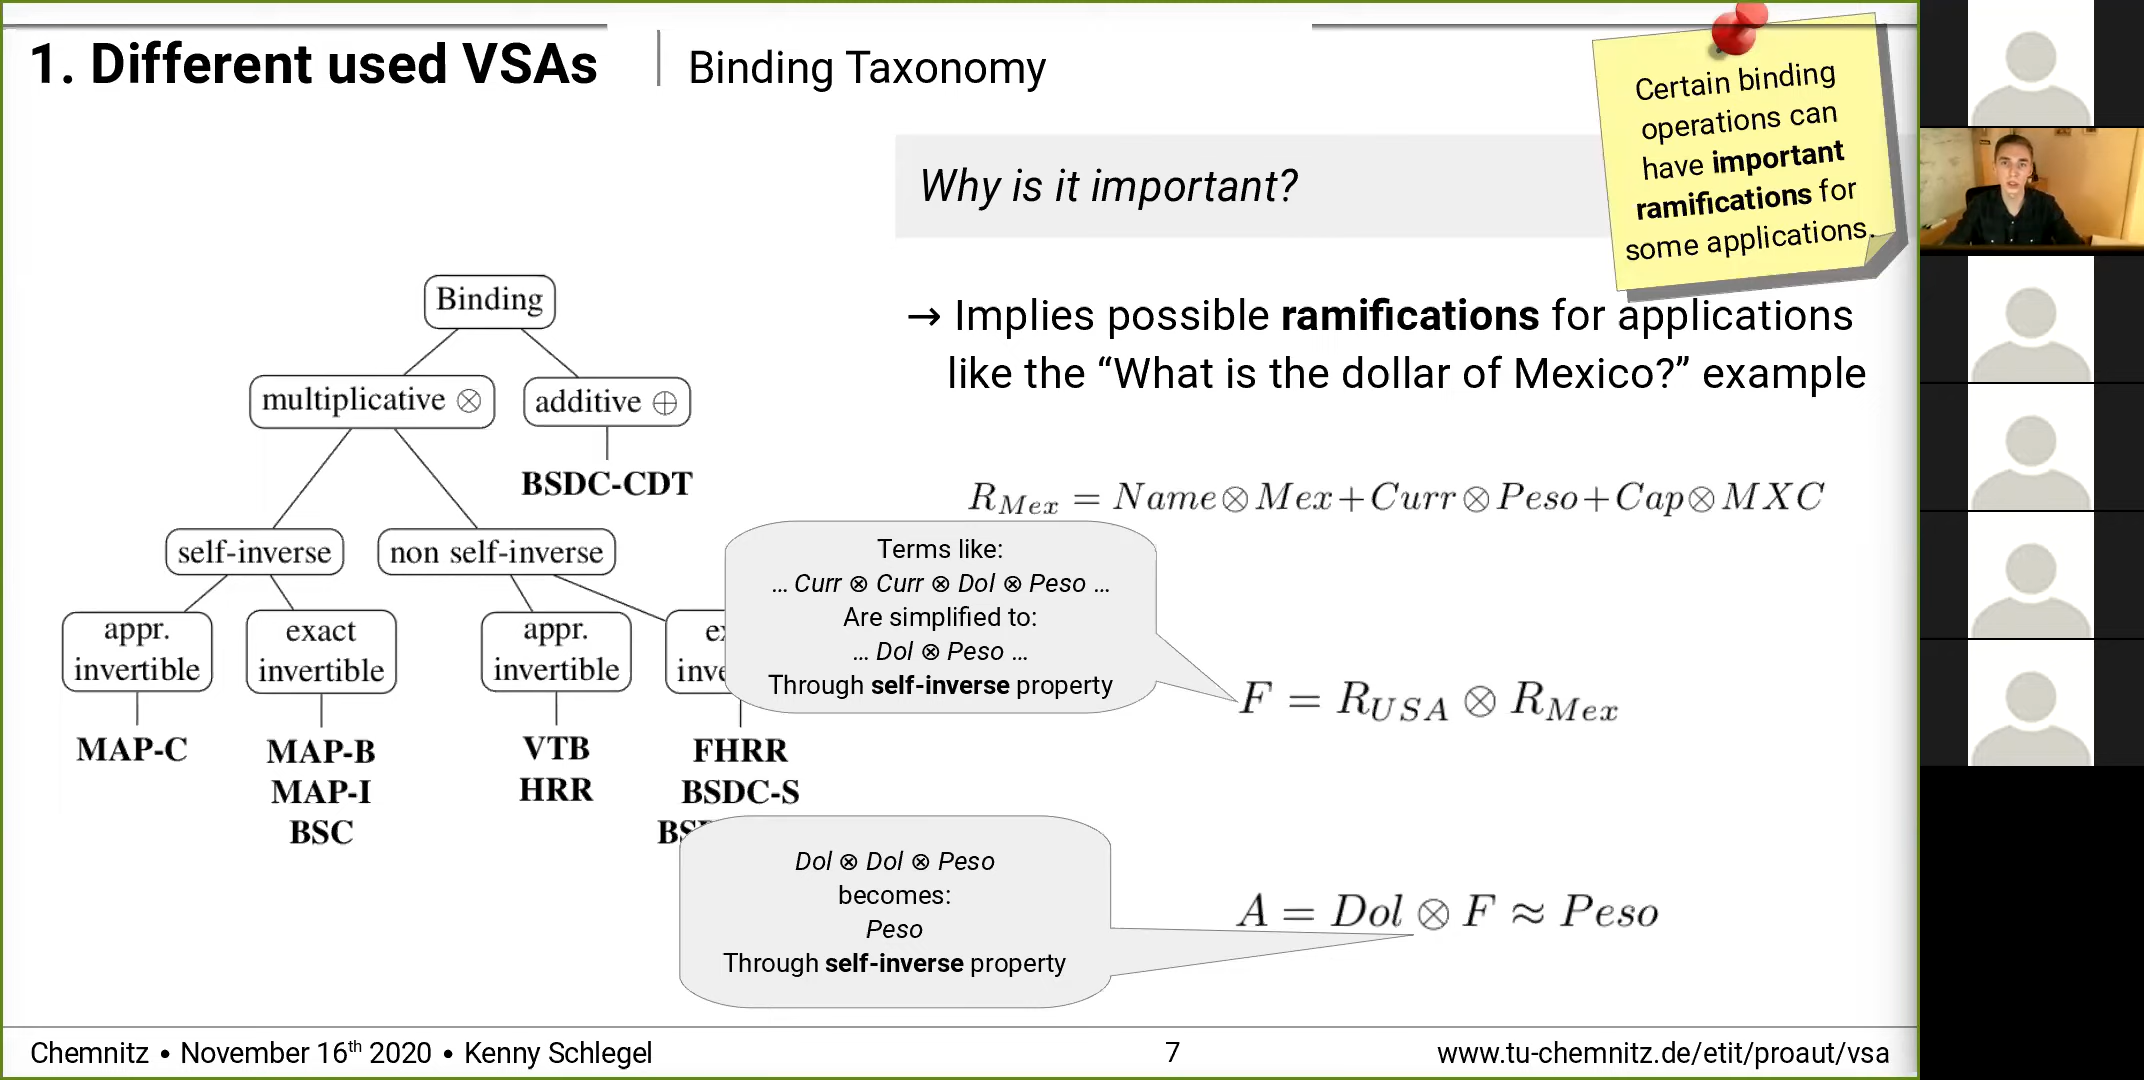 1. Different used VSAs
Binding Taxonomy
Certain binding
operations can
have important
ramifications for
some applications.
Why is it important?
→ Implies possible ramifications for applications
like the “What is the dollar of Mexico?” example
Binding
multiplicative ⊗
additive ⊕
BSDC-CDT
self-inverse
non self-inverse
appr.
invertible
exact
invertible
appr.
invertible
MAP-C
MAP-B
MAP-I
BSC
VTB
HRR
FHRR
BSDC-S
R_Mex = Name⊗Mex+Curr⊗Peso+Cap⊗MXC
Terms like:
... Curr ⊗ Curr ⊗ Dol ⊗ Peso ...
Are simplified to:
... Dol ⊗ Peso ...
Through self-inverse property
F = R_USA ⊗ R_Mex
Dol ⊗ Dol ⊗ Peso
becomes:
Peso
Through self-inverse property
A = Dol ⊗ F ≈ Peso
Chemnitz • November 16th 2020 • Kenny Schlegel
7
www.tu-chemnitz.de/etit/proaut/vsa